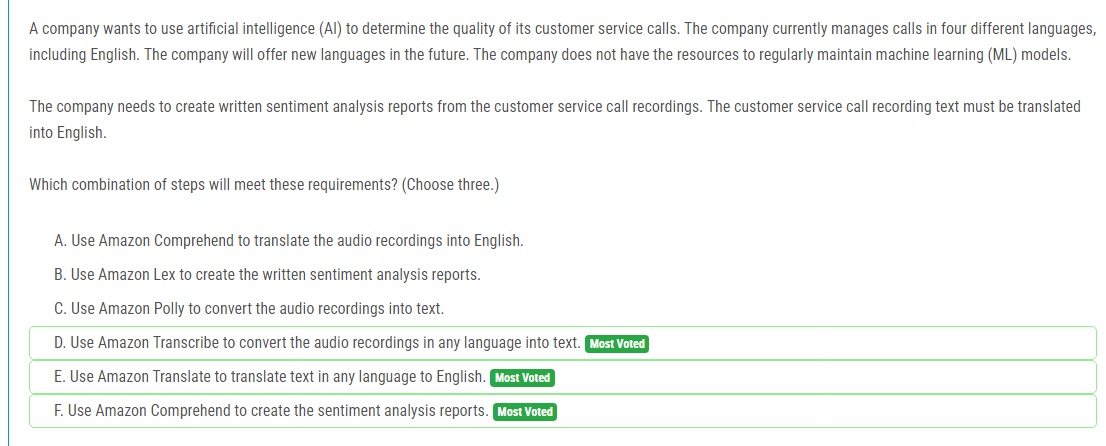 A company wants to use artificial intelligence (AI) to determine the quality of its customer service calls. The company currently manages calls in four different languages,
including English. The company will offer new languages in the future. The company does not have the resources to regularly maintain machine learning (ML) models.
The company needs to create written sentiment analysis reports from the customer service call recordings. The customer service call recording text must be translated
into English.
Which combination of steps will meet these requirements? (Choose three.)
A. Use Amazon Comprehend to translate the audio recordings into English.
B. Use Amazon Lex to create the written sentiment analysis reports.
C. Use Amazon Polly to convert the audio recordings into text.
D. Use Amazon Transcribe to convert the audio recordings in any language into text. Most Voted
E. Use Amazon Translate to translate text in any language to English. Most Voted
F. Use Amazon Comprehend to create the sentiment analysis reports. Most Voted